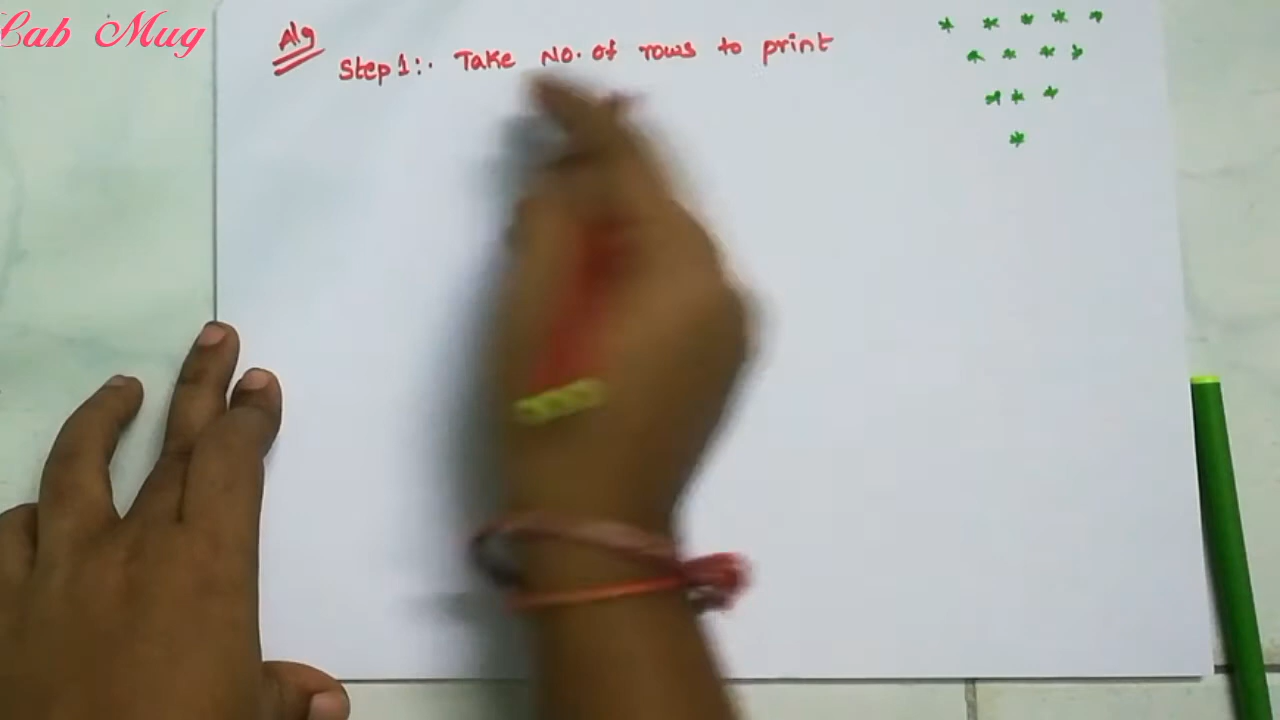 Lab Mug
Alg
Step 1:. Take No. of rows to print
* * * * *
* * * *
* * *
*